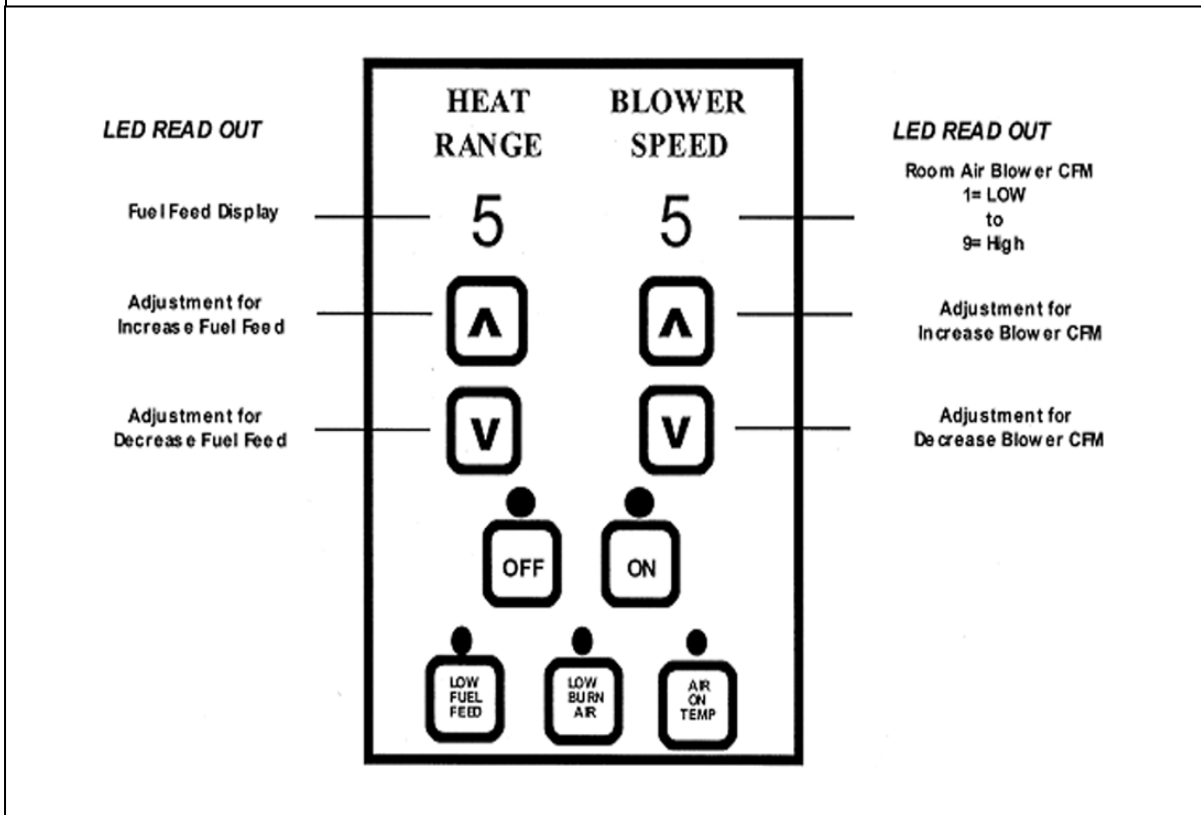 LED READ OUT
Fuel Feed Display
Adjustment for
Increase Fuel Feed
Adjustment for
Decrease Fuel Feed
HEAT
RANGE
5
BLOWER
SPEED
5
∧
∧
∨
∨
OFF
ON
LOW
FUEL
FEED
LOW
BURN
AIR
AIR
ON
TEMP
LED READ OUT
Room Air Blower CFM
1= LOW
to
9= High
Adjustment for
Increase Blower CFM
Adjustment for
Decrease Blower CFM